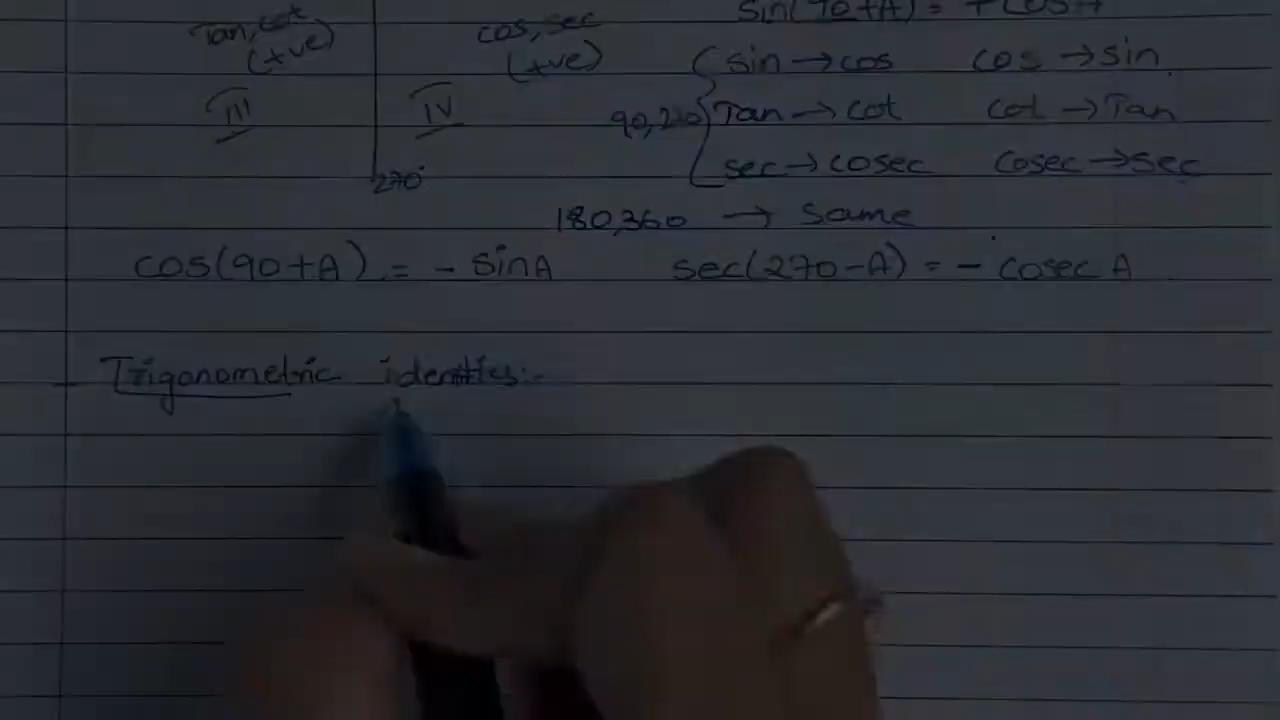 sin(90+A) = +cosA
Tan, cot
(+ve)
III
cos, sec
(+ve)
IV
270°
sin → cos cos → sin
90,270 Tan → cot cot → Tan
sec → cosec cosec → sec
180,360 → same
cos(90+A) = - sinA sec(270-A) = - cosec A
Trigonometric identities:-